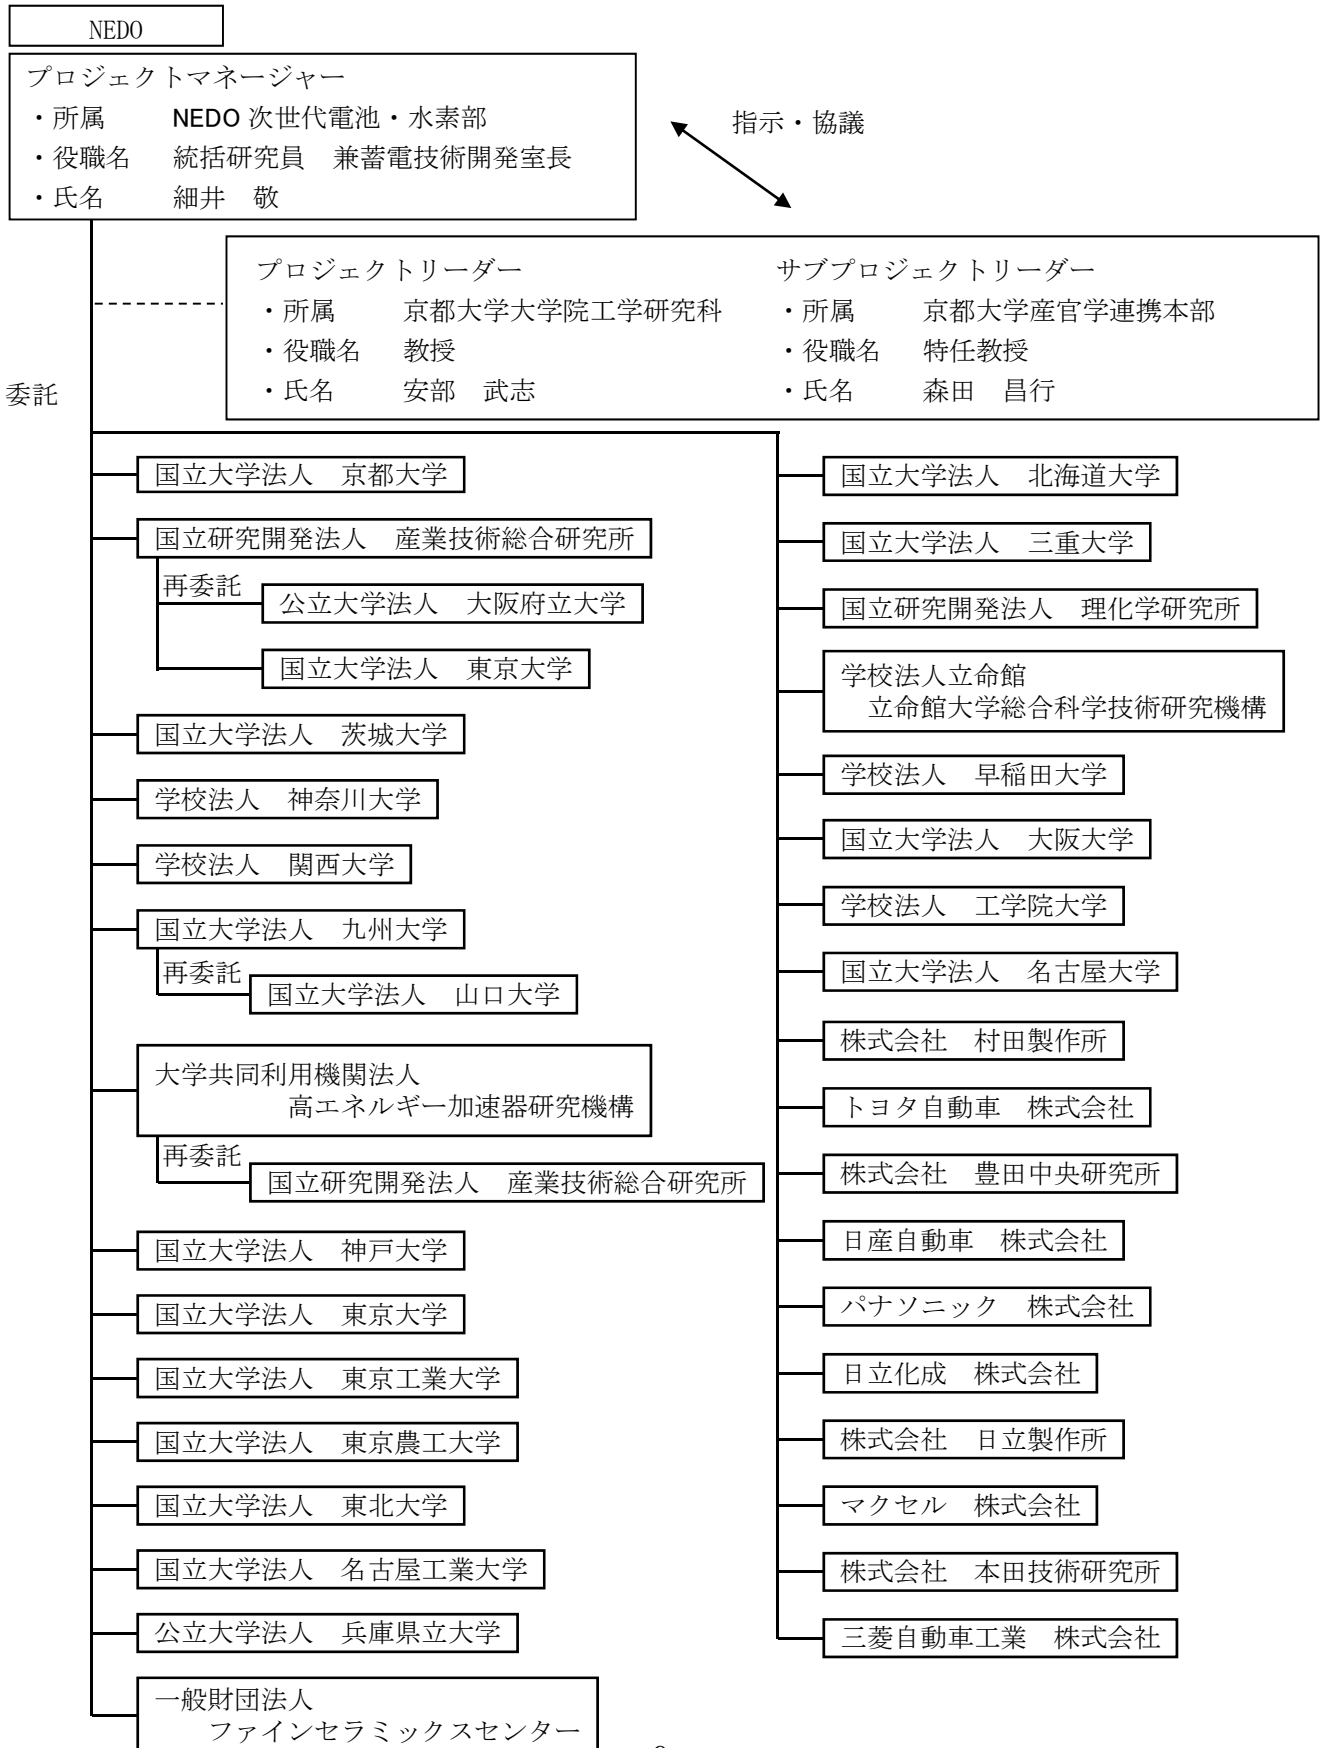 NEDO
プロジェクトマネージャー
・所属 NEDO 次世代電池・水素部
・役職名 統括研究員 兼蓄電技術開発室長
・氏名 細井 敬
指示・協議
プロジェクトリーダー
・所属 京都大学大学院工学研究科
・役職名 教授
・氏名 安部 武志
サブプロジェクトリーダー
・所属 京都大学産官学連携本部
・役職名 特任教授
・氏名 森田 昌行
委託
国立大学法人 京都大学
国立研究開発法人 産業技術総合研究所
再委託
公立大学法人 大阪府立大学
国立大学法人 東京大学
国立大学法人 茨城大学
学校法人 神奈川大学
学校法人 関西大学
国立大学法人 九州大学
再委託
国立大学法人 山口大学
大学共同利用機関法人
高エネルギー加速器研究機構
再委託
国立研究開発法人 産業技術総合研究所
国立大学法人 神戸大学
国立大学法人 東京大学
国立大学法人 東京工業大学
国立大学法人 東京農工大学
国立大学法人 東北大学
国立大学法人 名古屋工業大学
公立大学法人 兵庫県立大学
一般財団法人
ファインセラミックスセンター
国立大学法人 北海道大学
国立大学法人 三重大学
国立研究開発法人 理化学研究所
学校法人立命館
立命館大学総合科学技術研究機構
学校法人 早稲田大学
国立大学法人 大阪大学
学校法人 工学院大学
国立大学法人 名古屋大学
株式会社 村田製作所
トヨタ自動車 株式会社
株式会社 豊田中央研究所
日産自動車 株式会社
パナソニック 株式会社
日立化成 株式会社
株式会社 日立製作所
マクセル 株式会社
株式会社 本田技術研究所
三菱自動車工業 株式会社